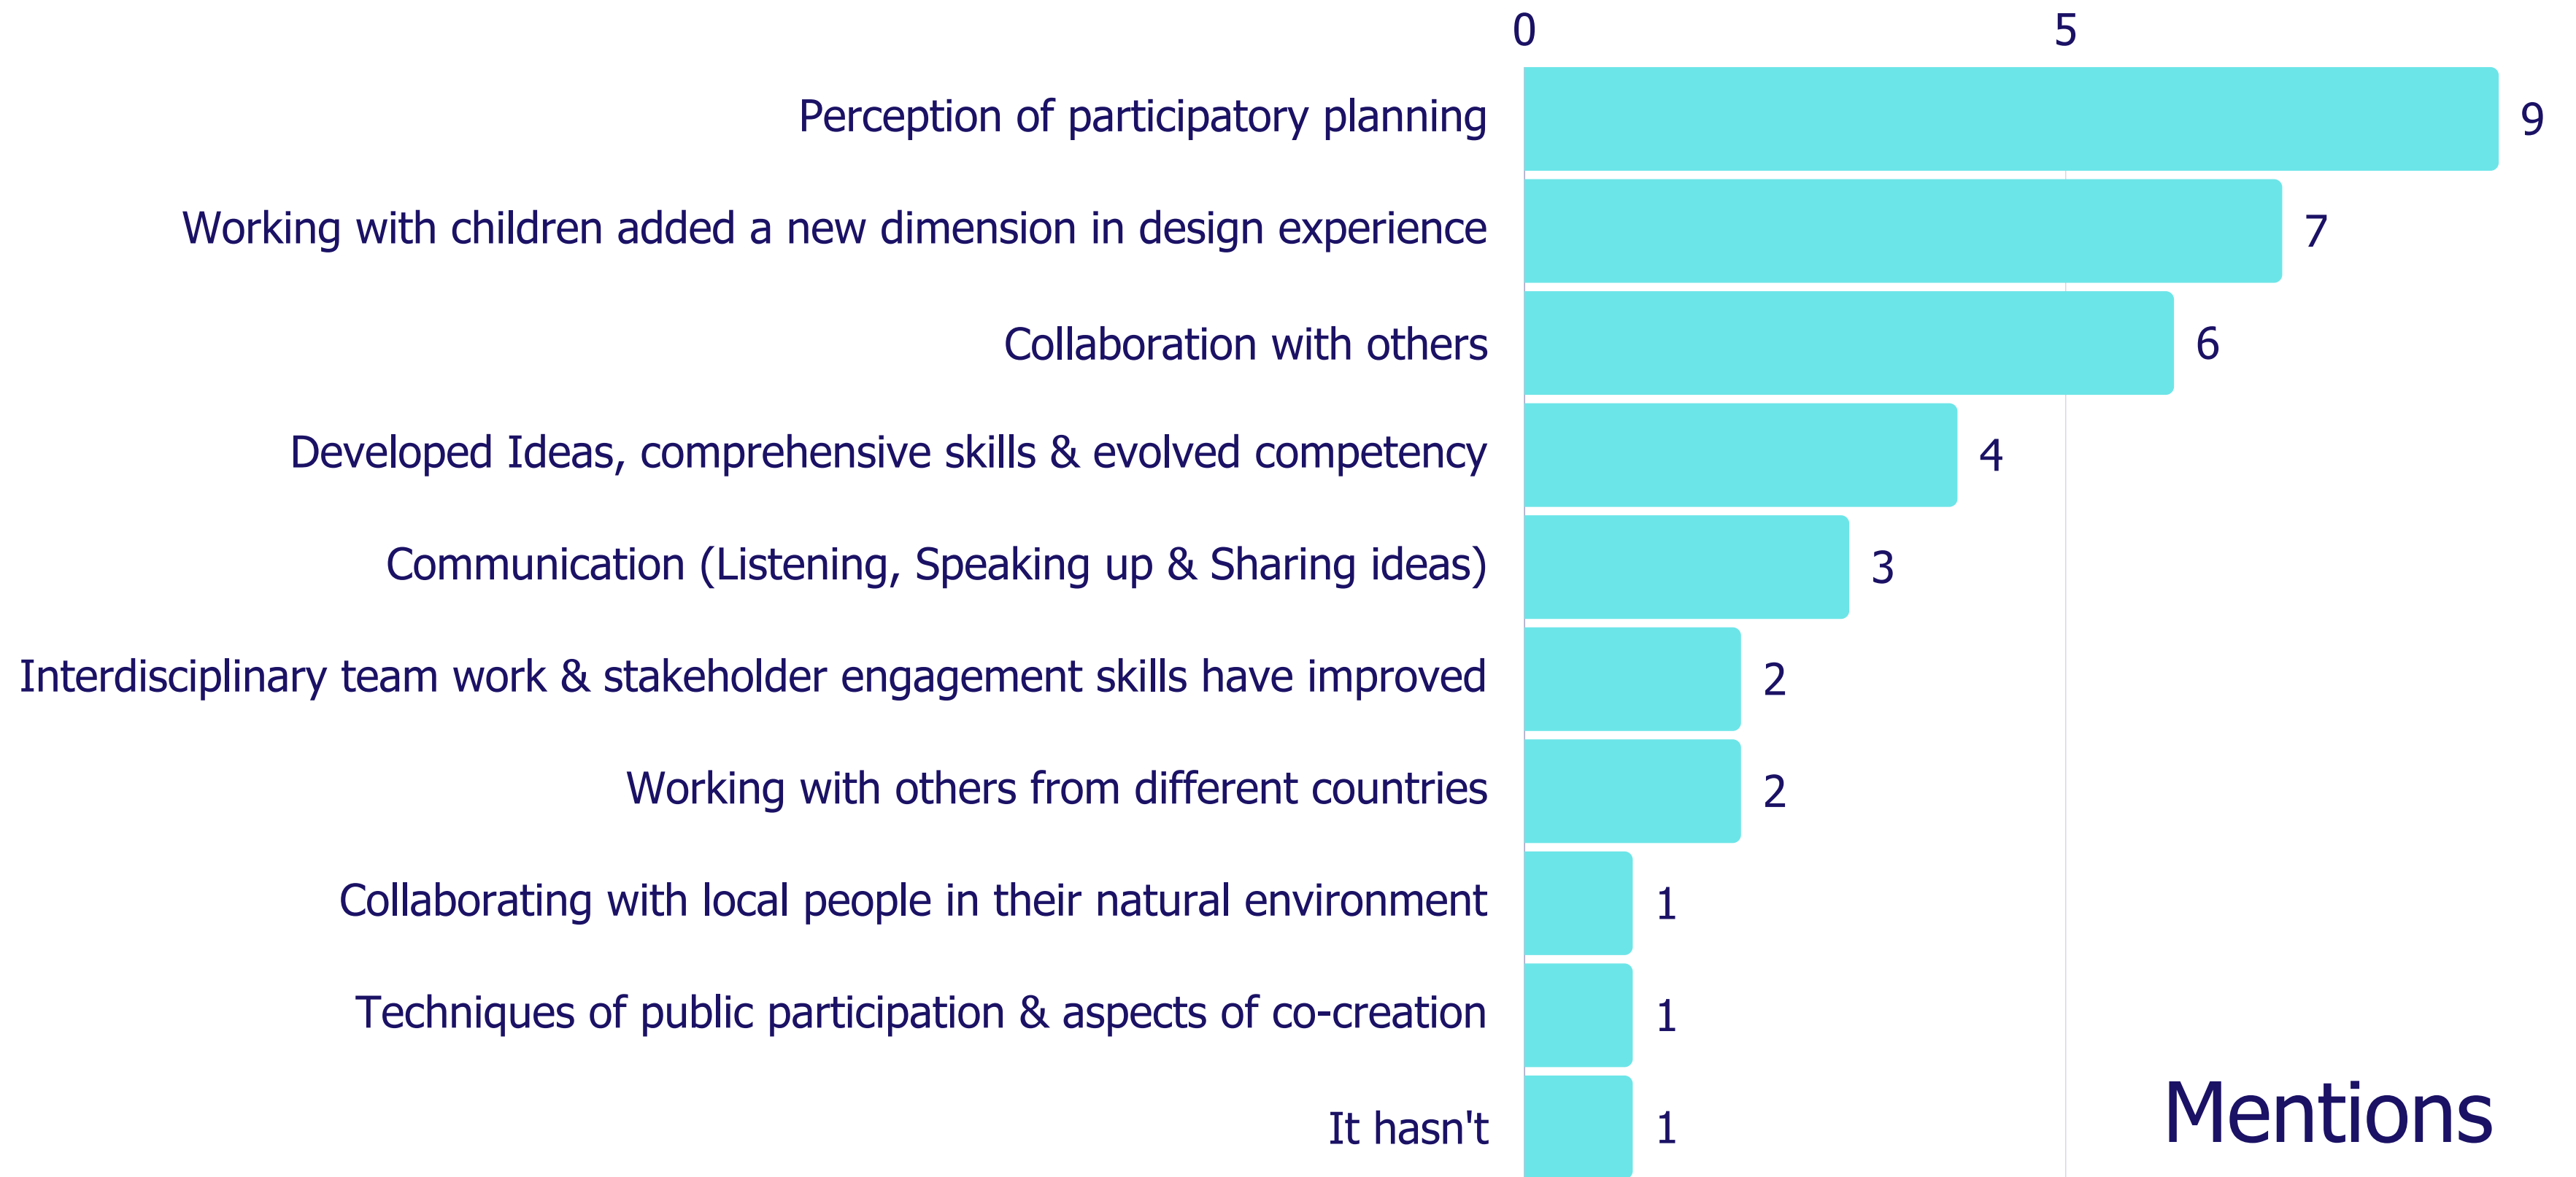 0 5
Perception of participatory planning 9
Working with children added a new dimension in design experience 7
Collaboration with others 6
Developed Ideas, comprehensive skills & evolved competency 4
Communication (Listening, Speaking up & Sharing ideas) 3
Interdisciplinary team work & stakeholder engagement skills have improved 2
Working with others from different countries 2
Collaborating with local people in their natural environment 1
Techniques of public participation & aspects of co-creation 1
It hasn't 1
Mentions